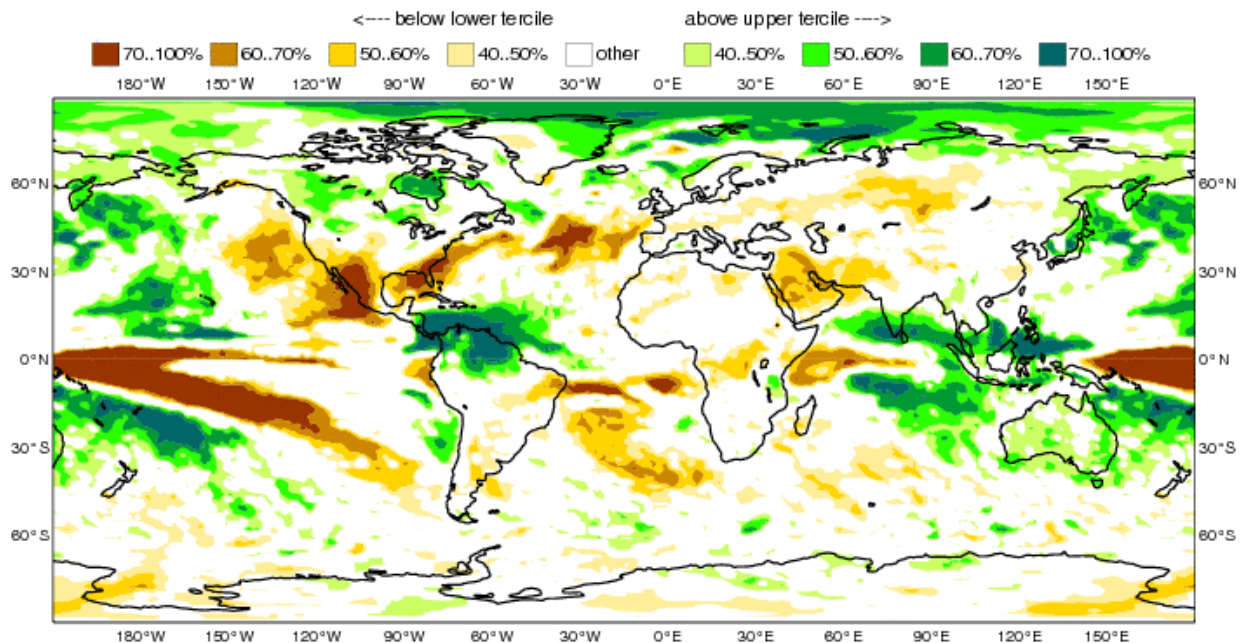 <---- below lower tercile above upper tercile ---->
70..100% 60..70% 50..60% 40..50% other 40..50% 50..60% 60..70% 70..100%
180°W 150°W 120°W 90°W 60°W 30°W 0°E 30°E 60°E 90°E 120°E 150°E
60°N 60°N
30°N 30°N
0°N 0°N
30°S 30°S
60°S 60°S
180°W 150°W 120°W 90°W 60°W 30°W 0°E 30°E 60°E 90°E 120°E 150°E